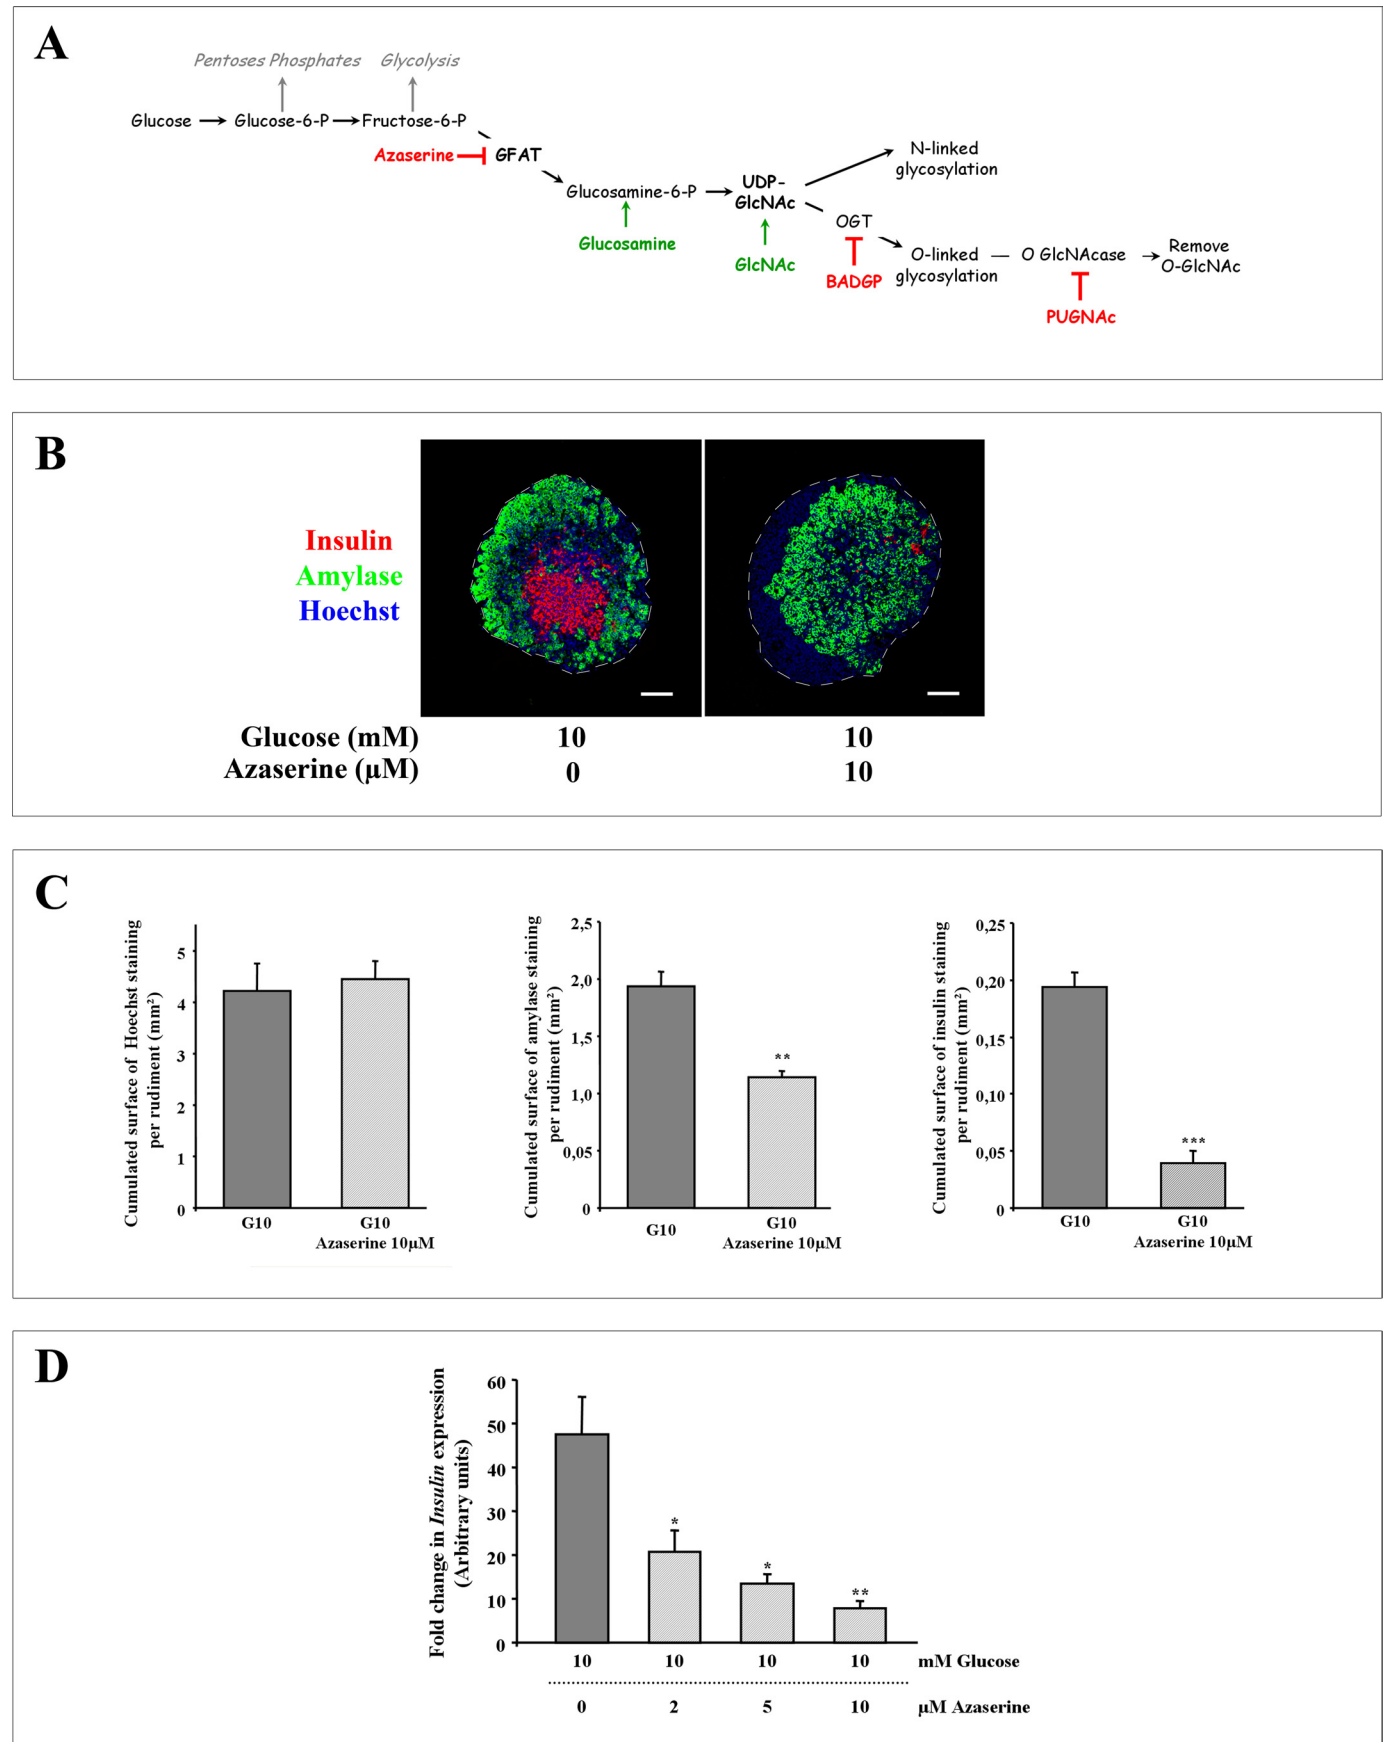 A
Pentoses Phosphates Glycolysis
Glucose Glucose-6-P Fructose-6-P
Azaserine GFAT
Glucosamine-6-P
UDP-
GlcNAc
N-linked
glycosylation
Glucosamine
GlcNAc
OGT
BADGP
O-linked
glycosylation
O GlcNAcase
Remove
O-GlcNAc
PUGNAc
B
Insulin
Amylase
Hoechst
Glucose (mM) 10 10
Azaserine (µM) 0 10
C
Cumulated surface of Hoechst staining
per rudiment (mm²)
5
4
3
2
1
0
G10
G10
Azaserine 10µM
Cumulated surface of amylase staining
per rudiment (mm²)
2,5
2,0
1,5
1,0
0,05
0
**
G10
G10
Azaserine 10µM
Cumulated surface of insulin staining
per rudiment (mm²)
0,25
0,20
0,15
0,10
0,05
0
***
G10
G10
Azaserine 10µM
D
Fold change in Insulin expression
(Arbitrary units)
60
50
40
30
20
10
0
*
*
**
10 10 10 10 mM Glucose
0 2 5 10 µM Azaserine